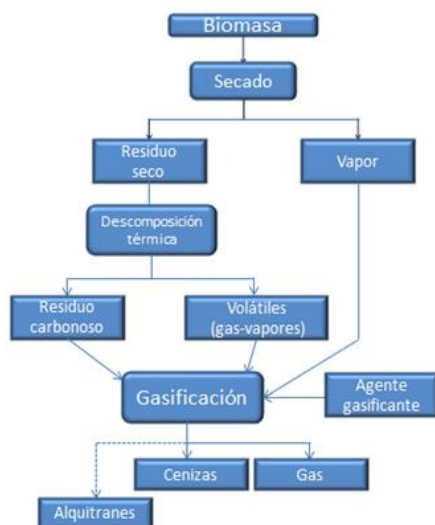 Biomasa
Secado
Residuo
seco
Vapor
Descomposición
térmica
Residuo
carbonoso
Volátiles
(gas-vapores)
Gasificación
Agente
gasificante
Cenizas
Gas
Alquitranes